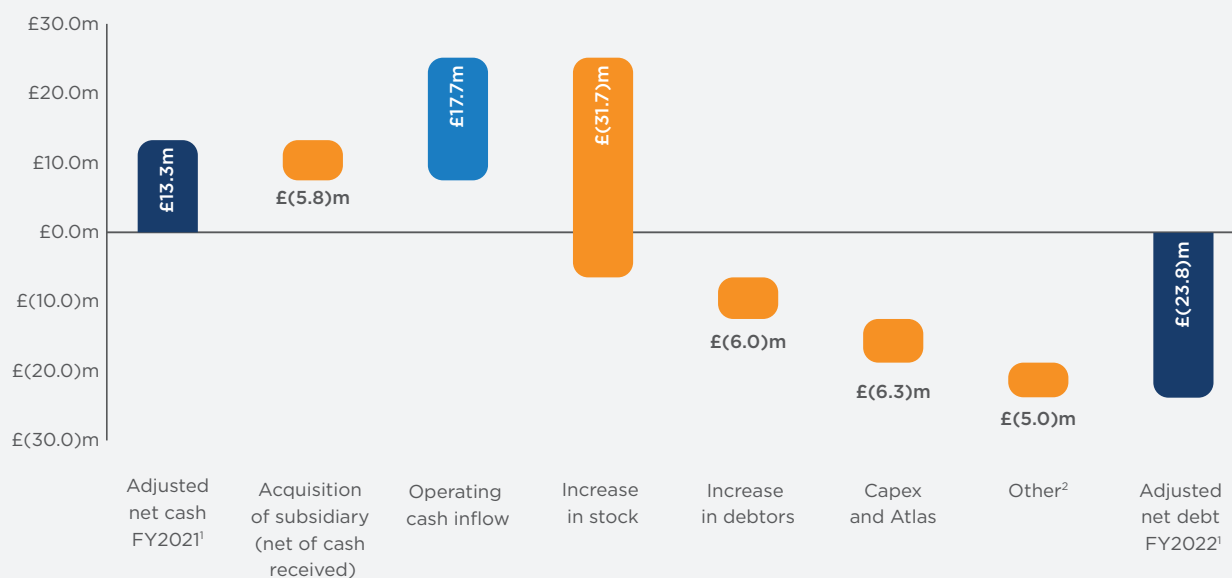 £30.0m
£20.0m
£10.0m
£0.0m
£(10.0)m
£(20.0)m
£(30.0)m
£13.3m
£(5.8)m
£17.7m
£(31.7)m
£(6.0)m
£(6.3)m
£(5.0)m
£(23.8)m
Adjusted
net cash
FY2021¹
Acquisition
of subsidiary
(net of cash
received)
Operating
cash inflow
Increase
in stock
Increase
in debtors
Capex
and Atlas
Other²
Adjusted
net debt
FY2022¹